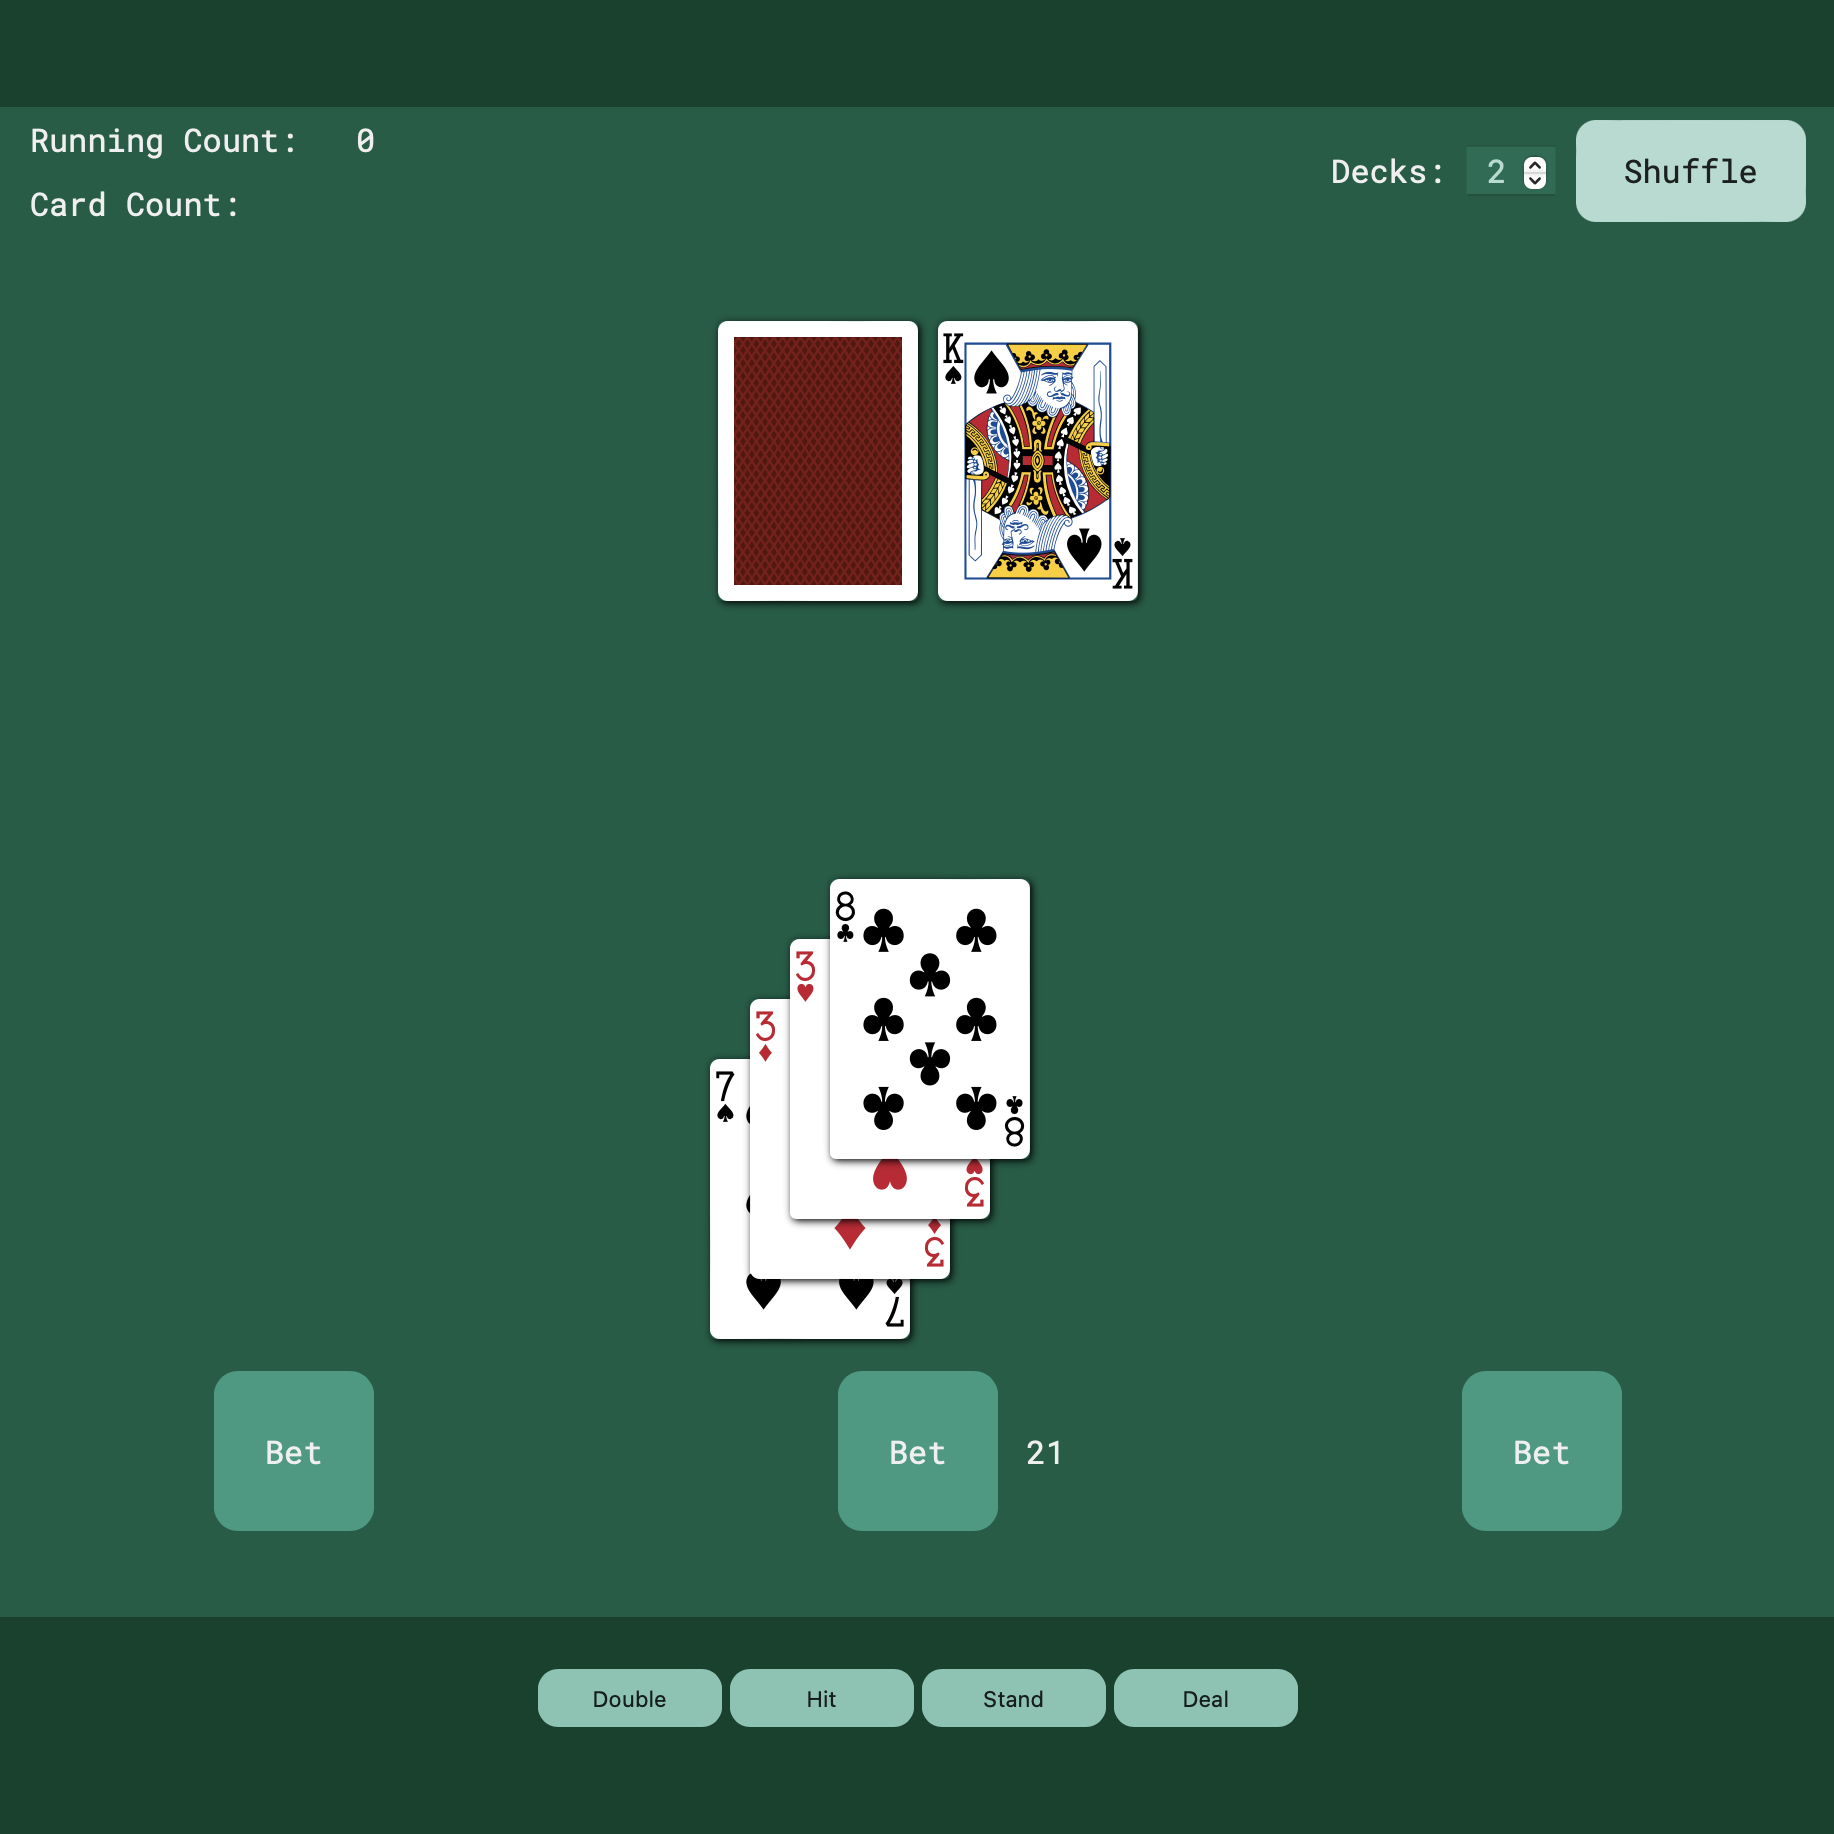 Running Count: 0
Card Count:
Decks: 2 Shuffle
K
K
8
3
3
7
8
3
3
7
Bet
Bet 21
Bet
Double
Hit
Stand
Deal